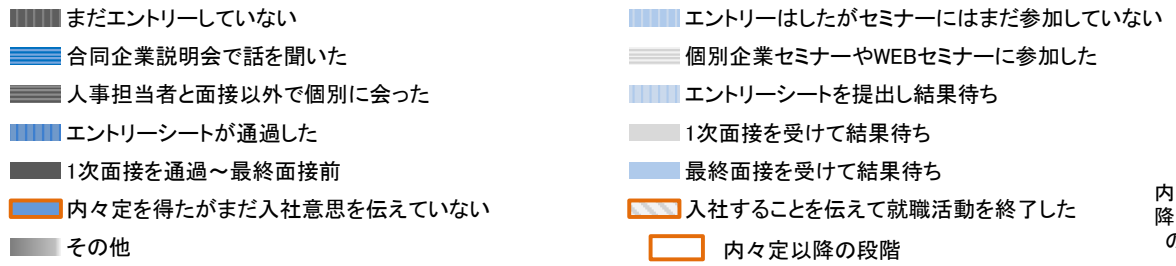 まだエントリーしていない
エントリーはしたがセミナーにはまだ参加していない
合同企業説明会で話を聞いた
個別企業セミナーやWEBセミナーに参加した
人事担当者と面接以外で個別に会った
エントリーシートを提出し結果待ち
エントリーシートが通過した
1次面接を受けて結果待ち
1次面接を通過～最終面接前
最終面接を受けて結果待ち
内々定を得たがまだ入社意思を伝えていない
入社することを伝えて就職活動を終了した
その他
内々定以降の段階
内
降
の